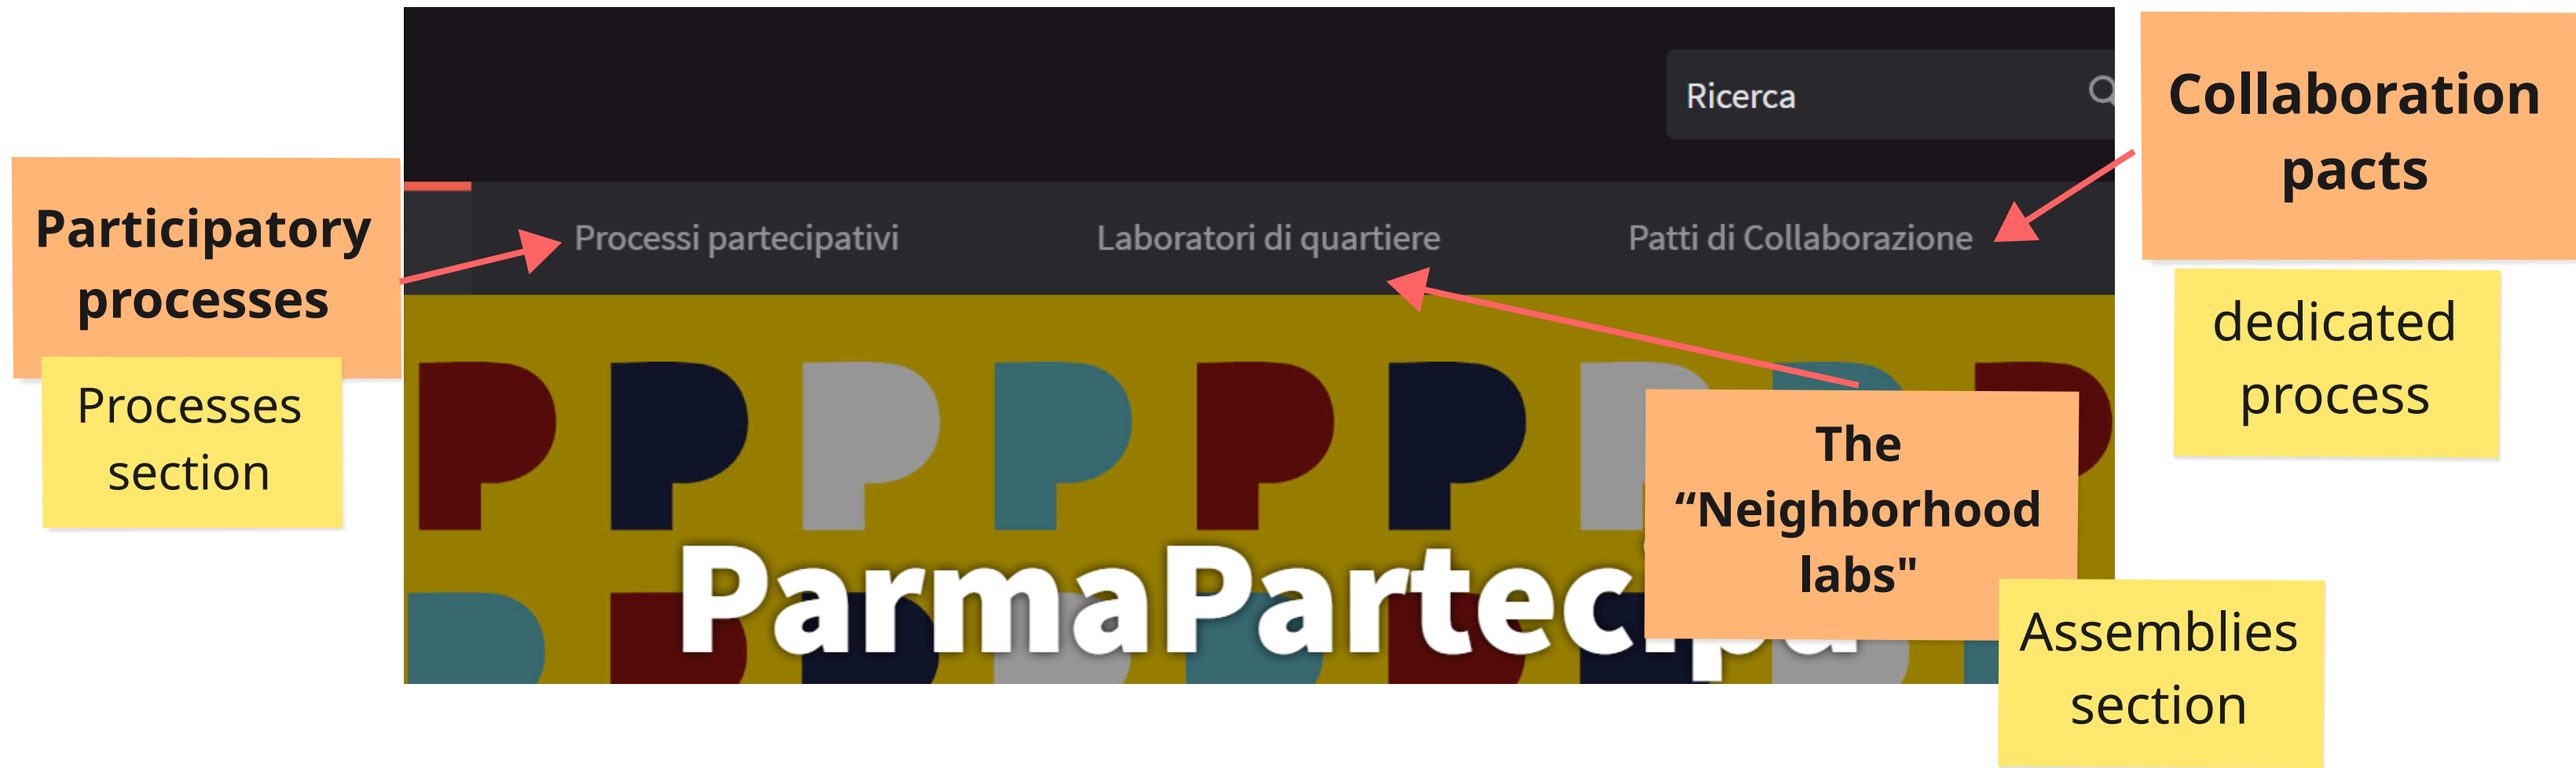 Ricerca
Processi partecipativi
Laboratori di quartiere
Patti di Collaborazione
Participatory
processes
Processes
section
Collaboration
pacts
dedicated
process
The
“Neighborhood
labs"
Assemblies
section
ParmaPartecipa